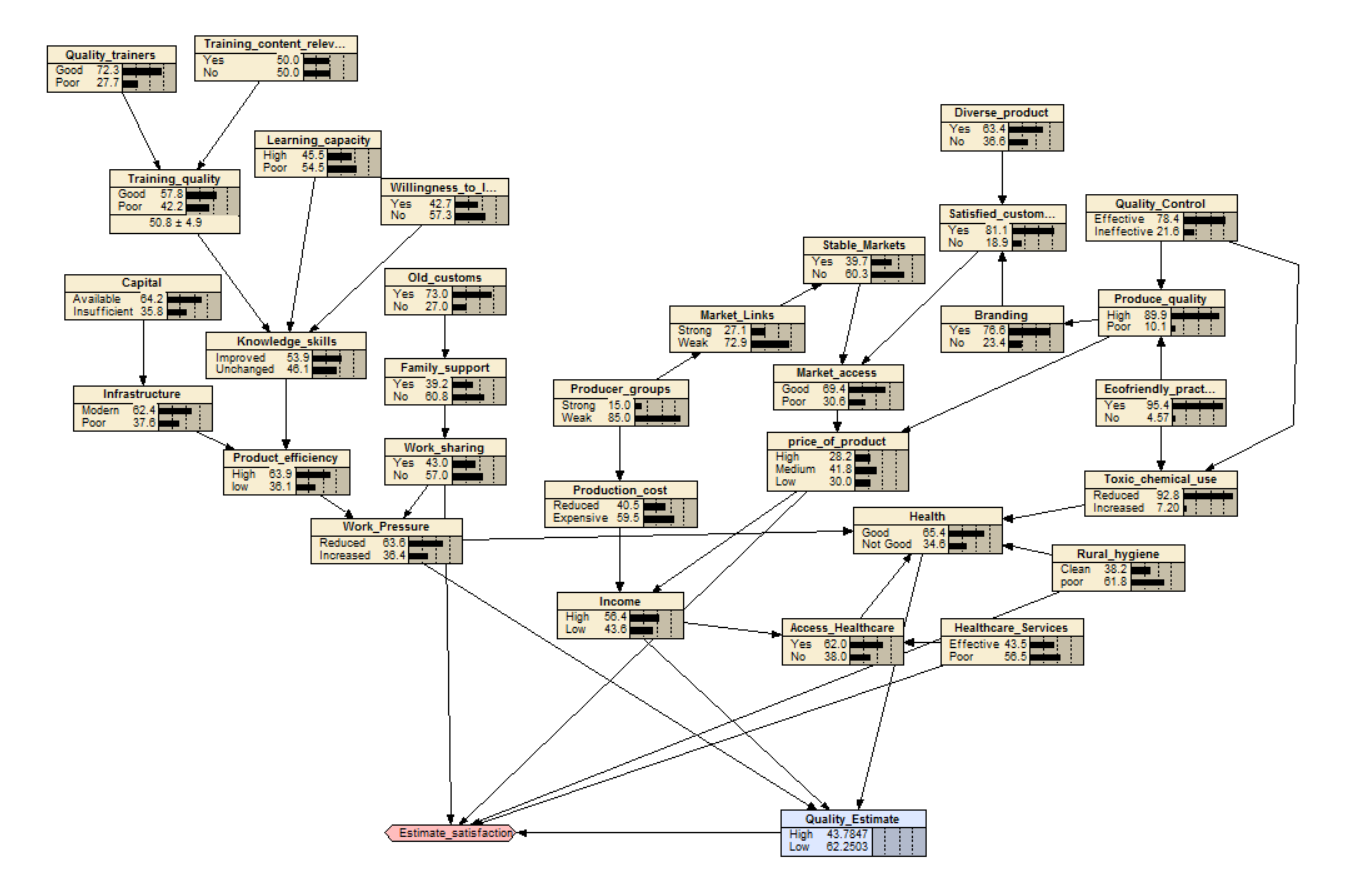 Quality_trainers
Good 72.3
Poor 27.7
Training_content_relev...
Yes 50.0
No 50.0
Learning_capacity
High 45.5
Poor 54.5
Training_quality
Good 57.8
Poor 42.2
50.8 ± 4.9
Willingness_to_l...
Yes 42.7
No 57.3
Capital
Available 64.2
Insufficient 35.8
Old_customs
Yes 73.0
No 27.0
Knowledge_skills
Improved 53.9
Unchanged 46.1
Family_support
Yes 39.2
No 60.8
Infrastructure
Modern 62.4
Poor 37.6
Product_efficiency
High 63.9
low 36.1
Work_sharing
Yes 43.0
No 57.0
Work_Pressure
Reduced 63.6
Increased 36.4
Diverse_product
Yes 63.4
No 36.6
Satisfied_custom...
Yes 81.1
No 18.9
Quality_Control
Effective 78.4
Ineffective 21.6
Stable_Markets
Yes 39.7
No 60.3
Market_Links
Strong 27.1
Weak 72.9
Branding
Yes 76.6
No 23.4
Produce_quality
High 89.9
Poor 10.1
Producer_groups
Strong 15.0
Weak 85.0
Market_access
Good 69.4
Poor 30.6
Ecofriendly_pract...
Yes 95.4
No 4.57
price_of_product
High 28.2
Medium 41.8
Low 30.0
Production_cost
Reduced 40.5
Expensive 59.5
Toxic_chemical_use
Reduced 92.8
Increased 7.20
Health
Good 65.4
Not Good 34.6
Rural_hygiene
Clean 38.2
poor 61.8
Income
High 56.4
Low 43.6
Access_Healthcare
Yes 62.0
No 38.0
Healthcare_Services
Effective 43.5
Poor 56.5
Estimate_satisfaction
Quality_Estimate
High 43.7847
Low 62.2503